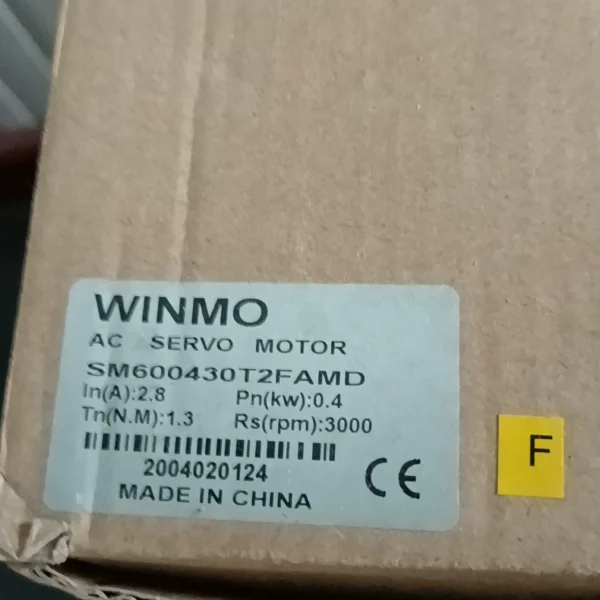 WINMO
AC SERVO MOTOR
SM600430T2FAMD
In(A):2.8 Pn(kw):0.4
Tn(N.M):1.3 Rs(rpm):3000
2004020124
MADE IN CHINA
CE
F